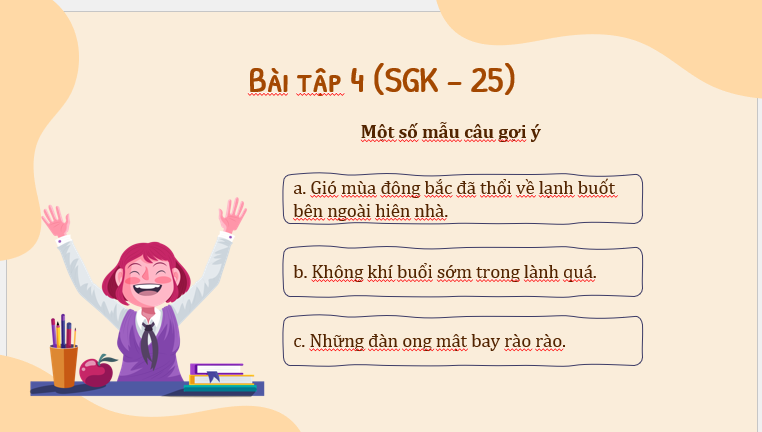 Bài tập 4 (SGK – 25)
Một số mẫu câu gợi ý
a. Gió mùa đông bắc đã thổi về lạnh buốt
bên ngoài hiên nhà.
b. Không khí buổi sớm trong lành quá.
c. Những đàn ong mật bay rào rào.